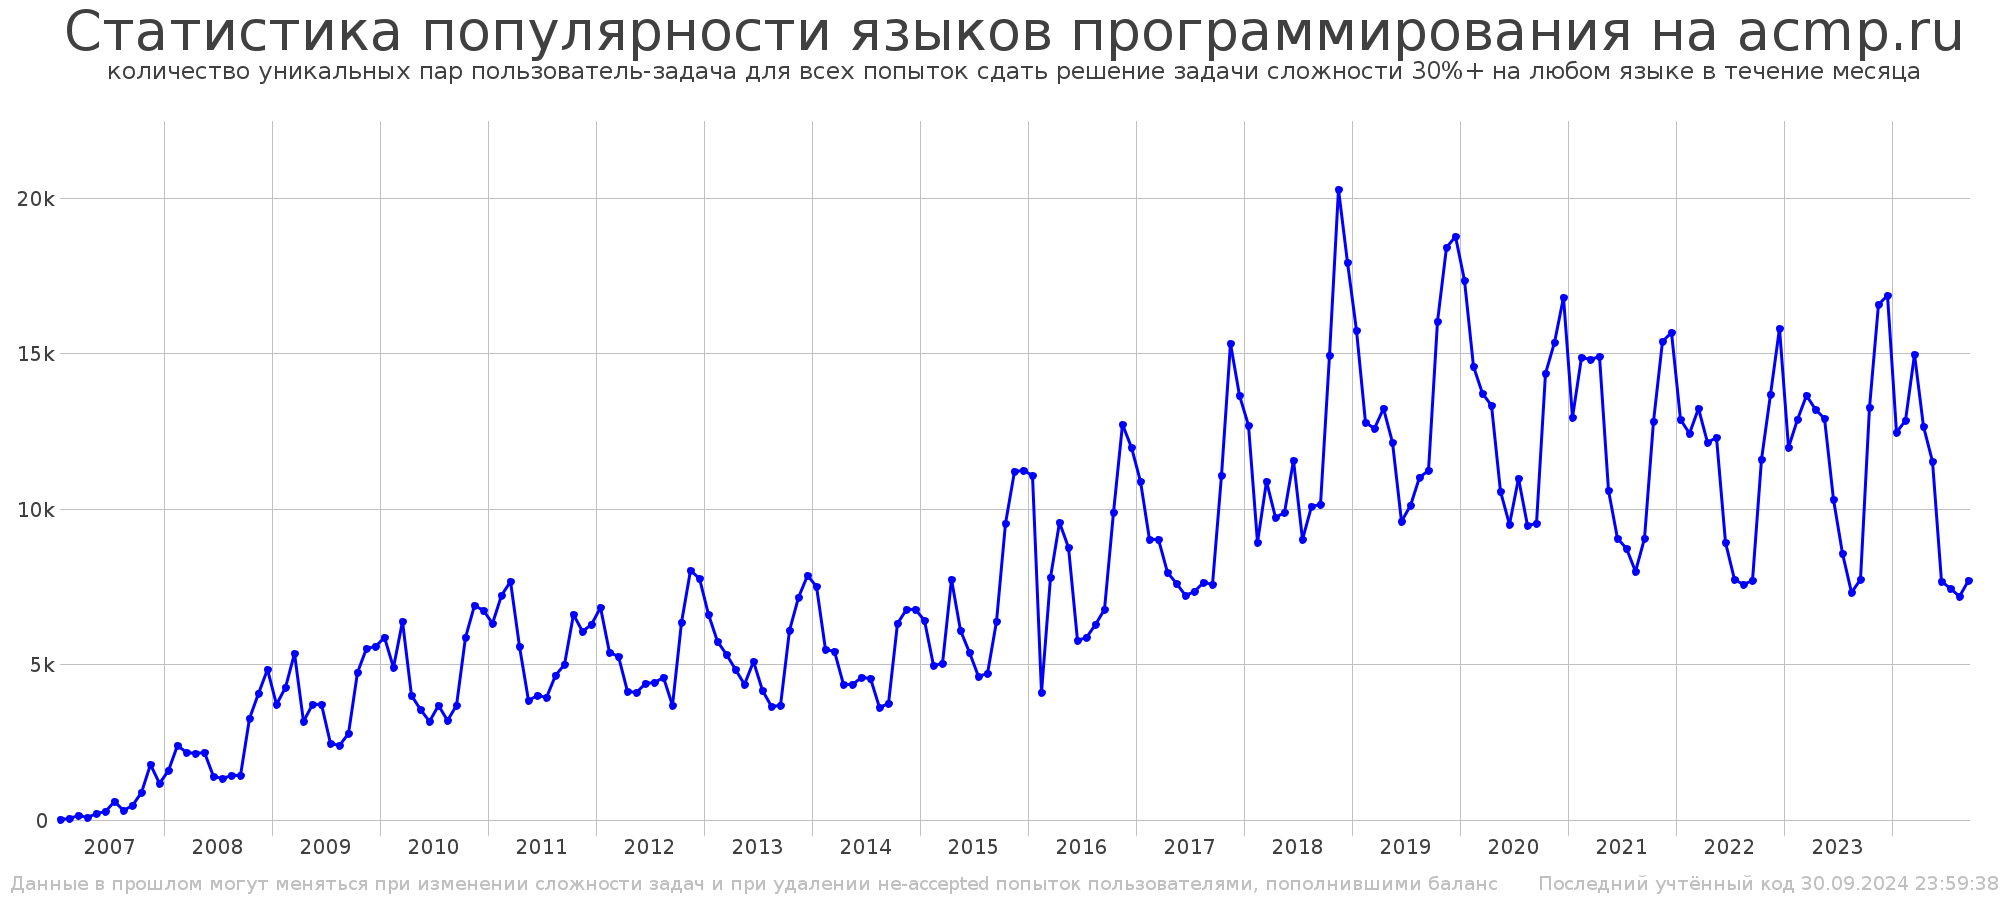 Статистика популярности языков программирования на acmp.ru
количество уникальных пар пользователь-задача для всех попыток сдать решение задачи сложности 30%+ на любом языке в течение месяца
20k
15k
10k
5k
0
2007 2008 2009 2010 2011 2012 2013 2014 2015 2016 2017 2018 2019 2020 2021 2022 2023
Данные в прошлом могут меняться при изменении сложности задач и при удалении не-accepted попыток пользователями, пополнившими баланс Последний учтённый код 30.09.2024 23:59:38